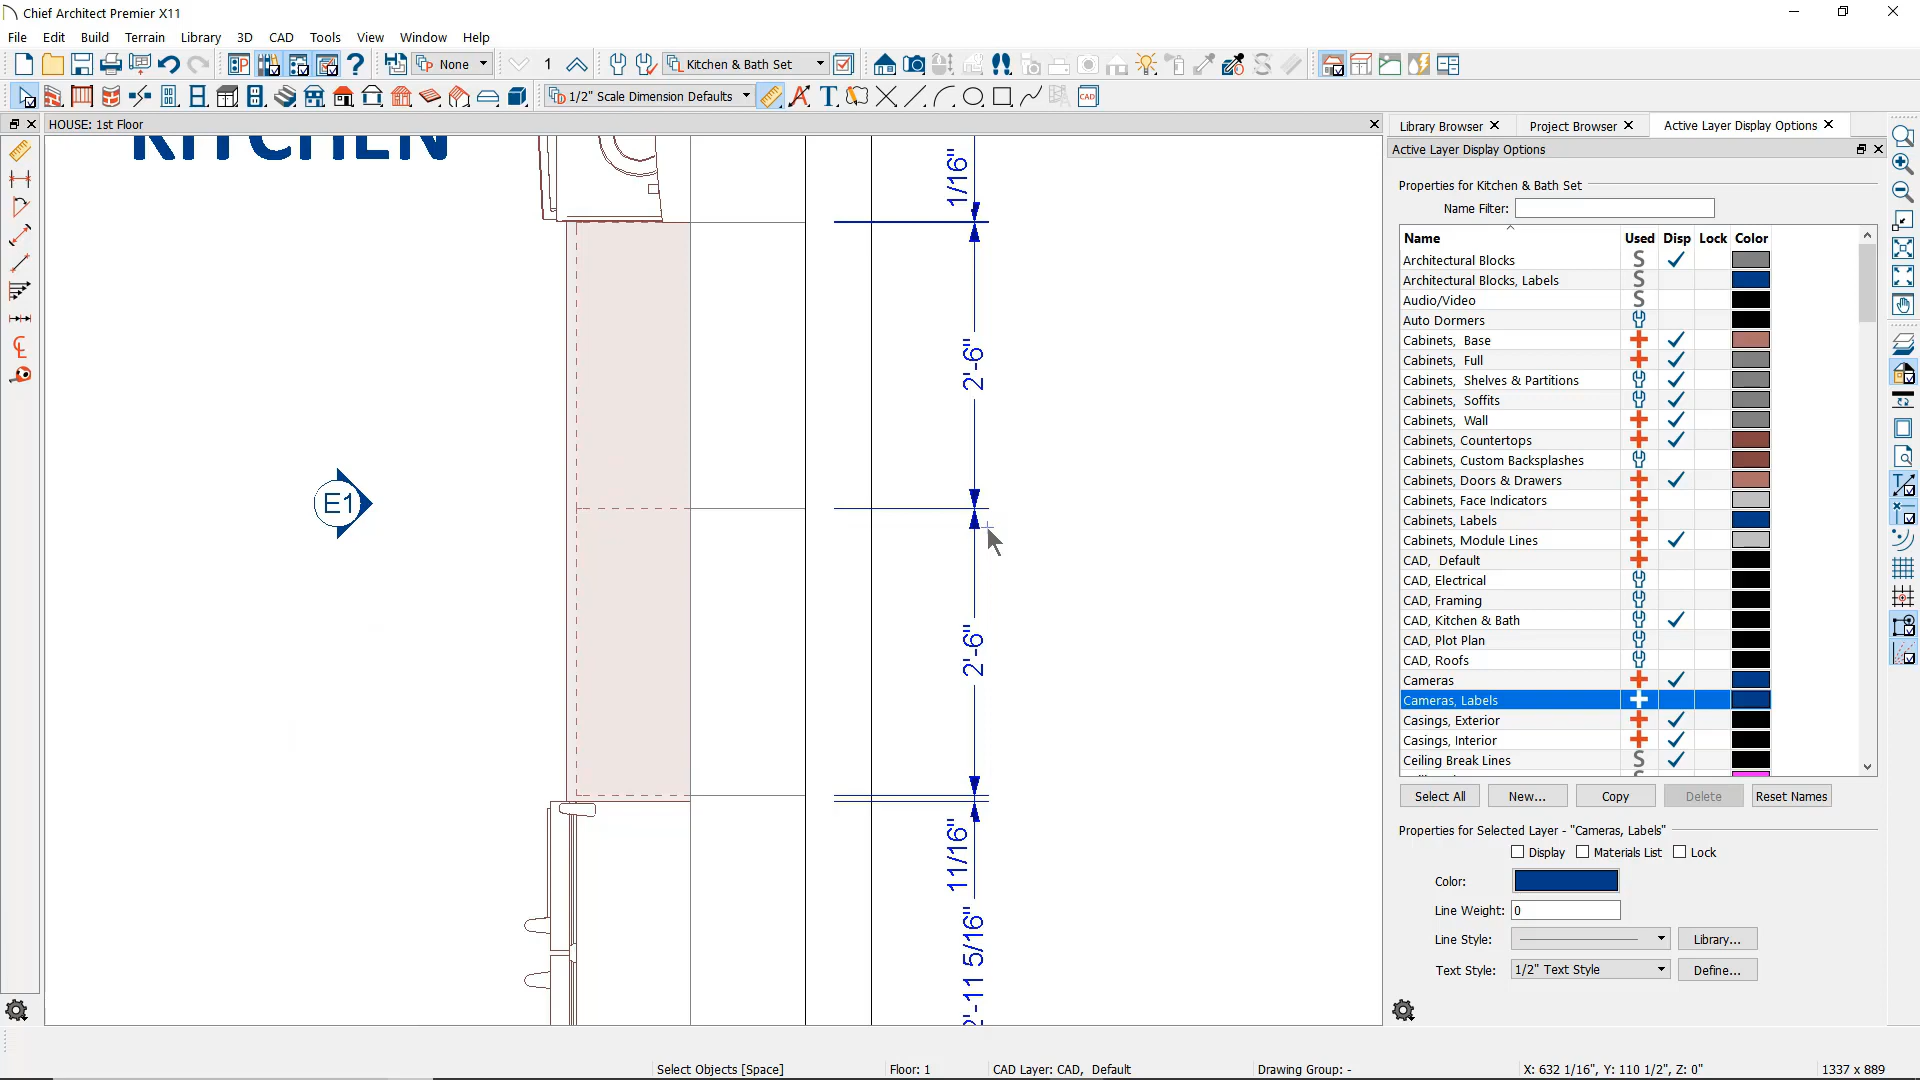 Chief Architect Premier X11
File Edit Build Terrain Library 3D CAD Tools View Window Help
None 1 Kitchen & Bath Set
1/2" Scale Dimension Defaults T CAD
HOUSE: 1st Floor
KITCHEN
E1
1/16"
2'-6"
2'-6"
11/16"
2'-11 5/16"
Library Browser Project Browser Active Layer Display Options
Active Layer Display Options
Properties for Kitchen & Bath Set
Name Filter:
Name Used Disp Lock Color
Architectural Blocks S
Architectural Blocks, Labels S
Audio/Video S
Auto Dormers
Cabinets, Base
Cabinets, Full
Cabinets, Shelves & Partitions
Cabinets, Soffits
Cabinets, Wall
Cabinets, Countertops
Cabinets, Custom Backsplashes
Cabinets, Doors & Drawers
Cabinets, Face Indicators
Cabinets, Labels
Cabinets, Module Lines
CAD, Default
CAD, Electrical
CAD, Framing
CAD, Kitchen & Bath
CAD, Plot Plan
CAD, Roofs
Cameras
Cameras, Labels
Casings, Exterior
Casings, Interior
Ceiling Break Lines S
Select All New... Copy Delete Reset Names
Properties for Selected Layer - "Cameras, Labels"
Display Materials List Lock
Color:
Line Weight: 0
Line Style: Library...
Text Style: 1/2" Text Style Define...
Select Objects [Space] Floor: 1 CAD Layer: CAD, Default Drawing Group: - X: 632 1/16", Y: 110 1/2", Z: 0" 1337 x 889